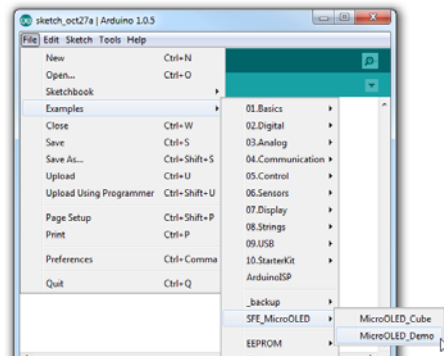 sketch_oct27a | Arduino 1.0.5
File Edit Sketch Tools Help
New Ctrl+N
Open... Ctrl+O
Sketchbook
Examples
Close Ctrl+W
Save Ctrl+S
Save As... Ctrl+Shift+S
Upload Ctrl+U
Upload Using Programmer Ctrl+Shift+U
Page Setup Ctrl+Shift+P
Print Ctrl+P
Preferences Ctrl+Comma
Quit Ctrl+Q
01.Basics
02.Digital
03.Analog
04.Communication
05.Control
06.Sensors
07.Display
08.Strings
09.USB
10.StarterKit
ArduinoISP
_backup
SFE_MicroOLED
EEPROM
MicroOLED_Cube
MicroOLED_Demo